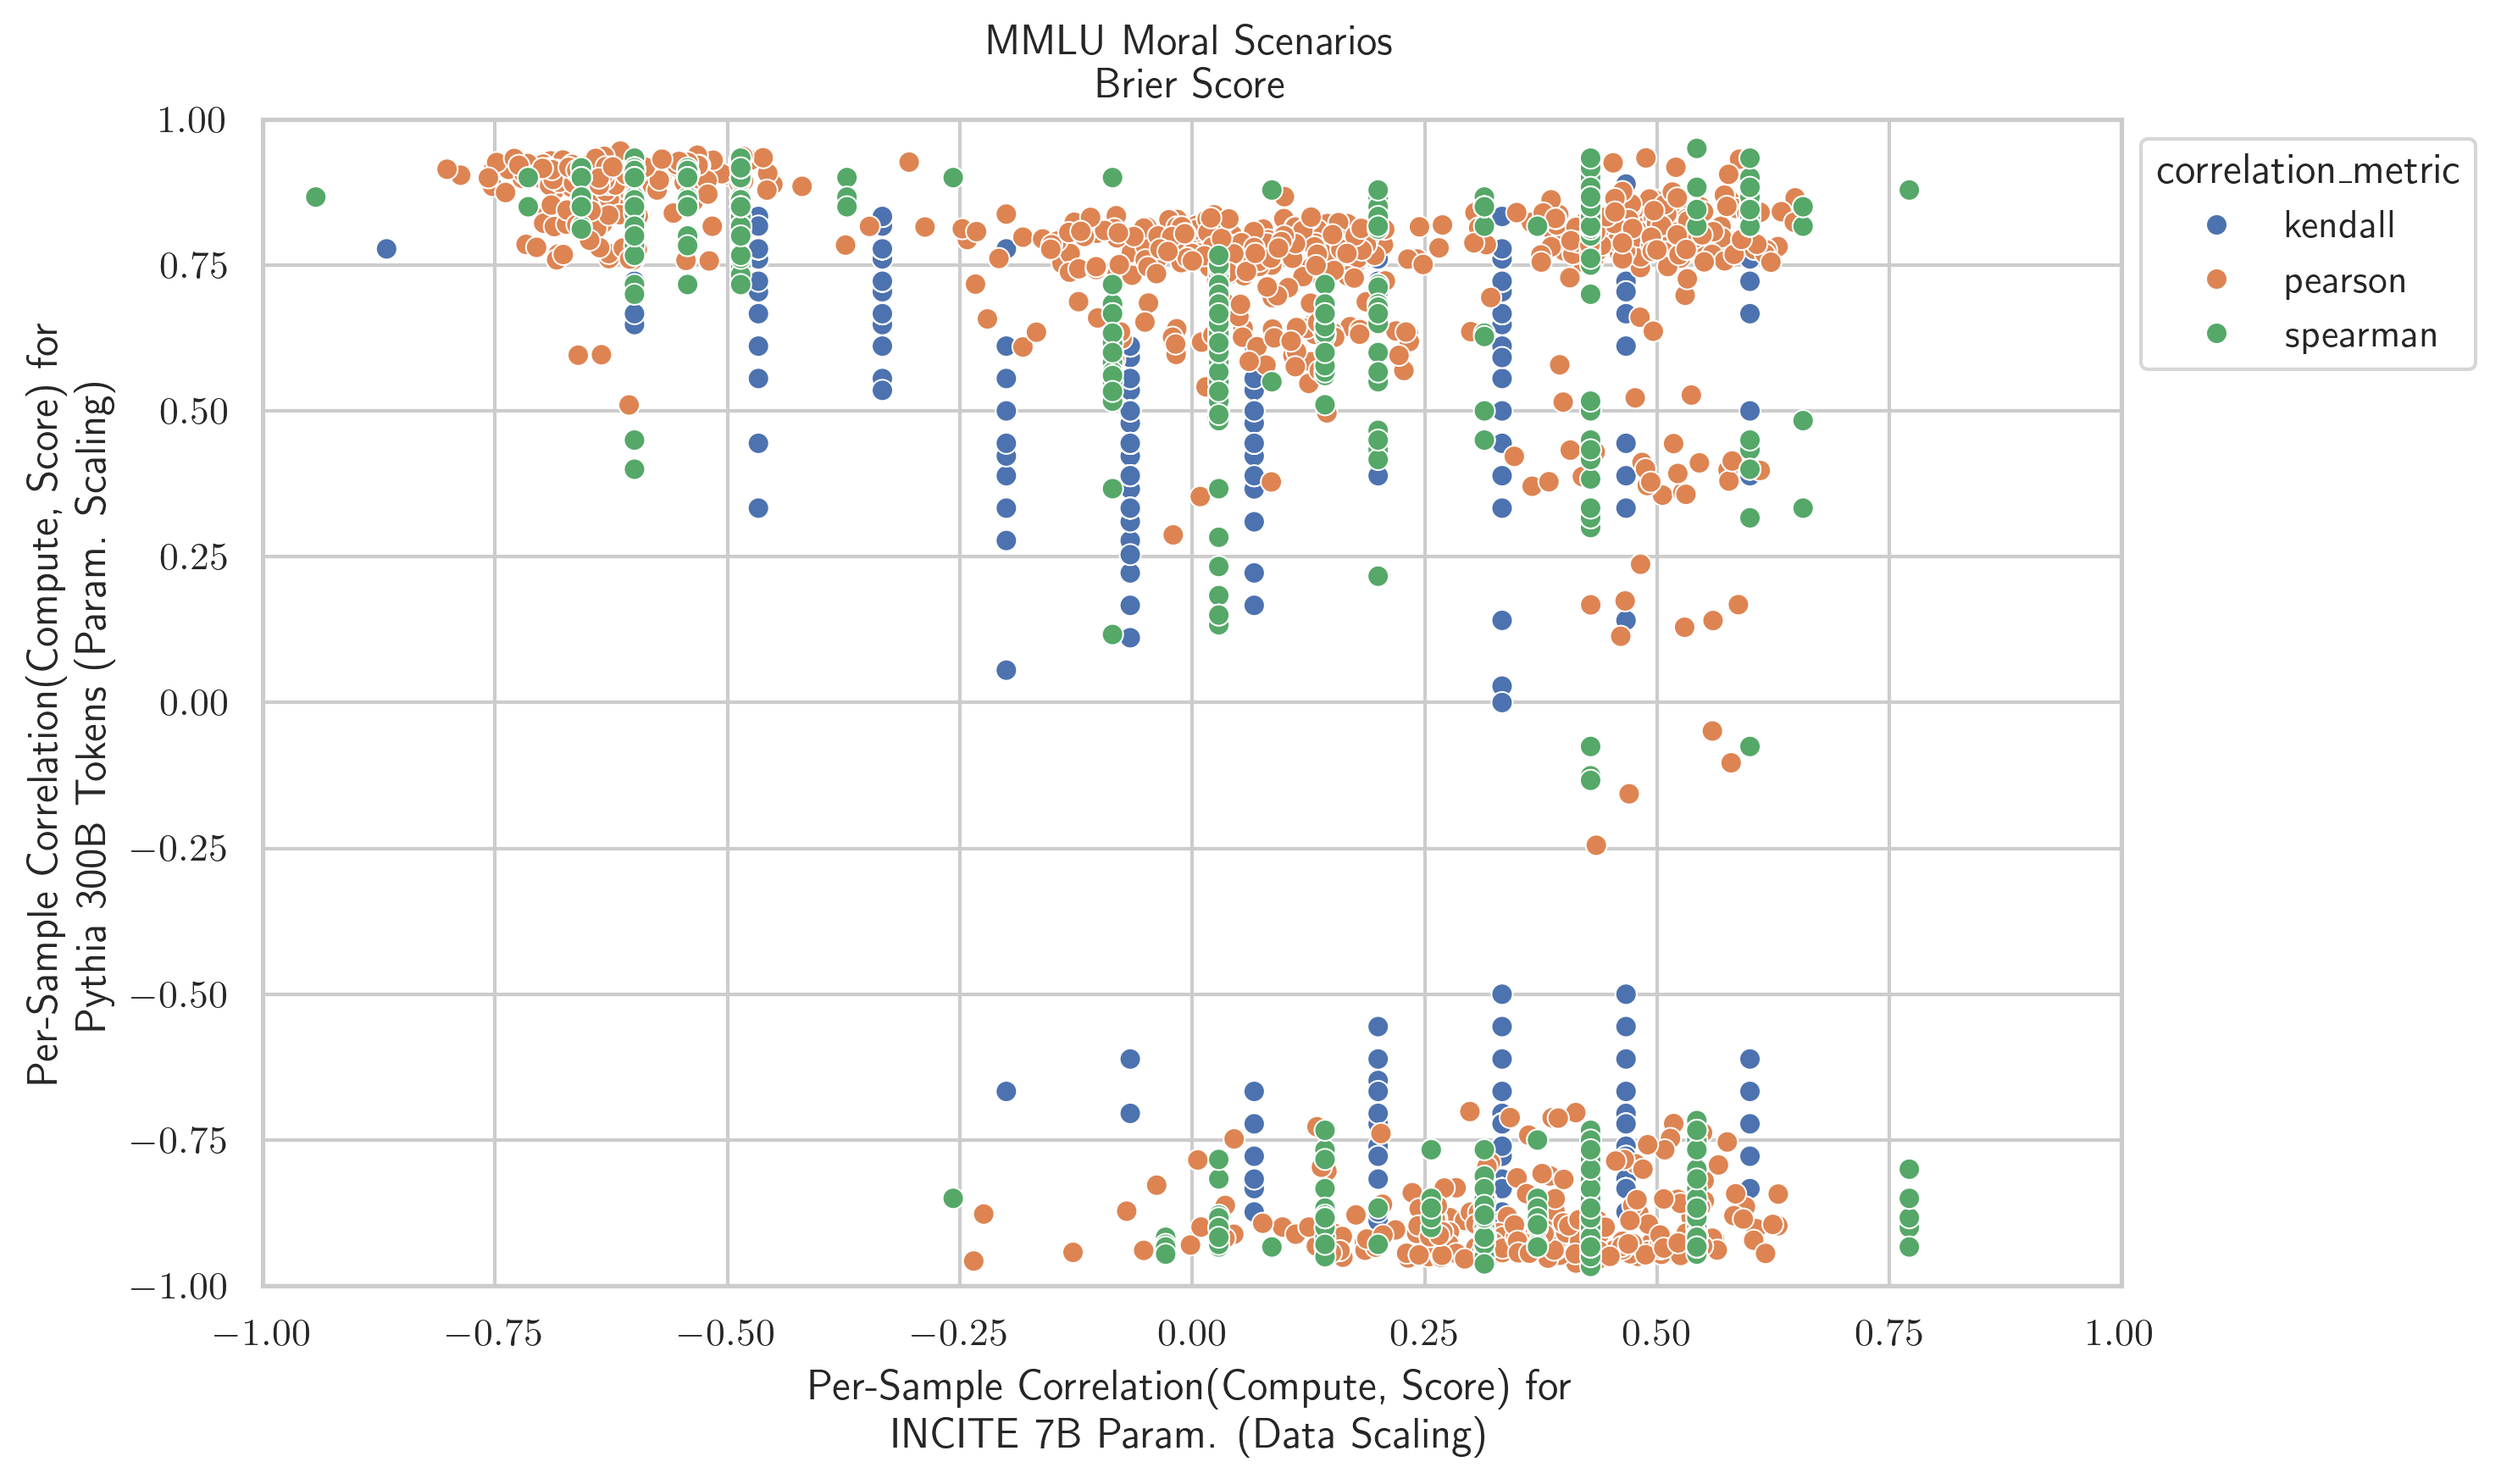 MMLU Moral Scenarios
Brier Score
Per-Sample Correlation(Compute, Score) for
Pythia 300B Tokens (Param. Scaling)
1.00
0.75
0.50
0.25
0.00
−0.25
−0.50
−0.75
−1.00
−1.00
−0.75
−0.50
−0.25
0.00
0.25
0.50
0.75
1.00
Per-Sample Correlation(Compute, Score) for
INCITE 7B Param. (Data Scaling)
correlation_metric
kendall
pearson
spearman